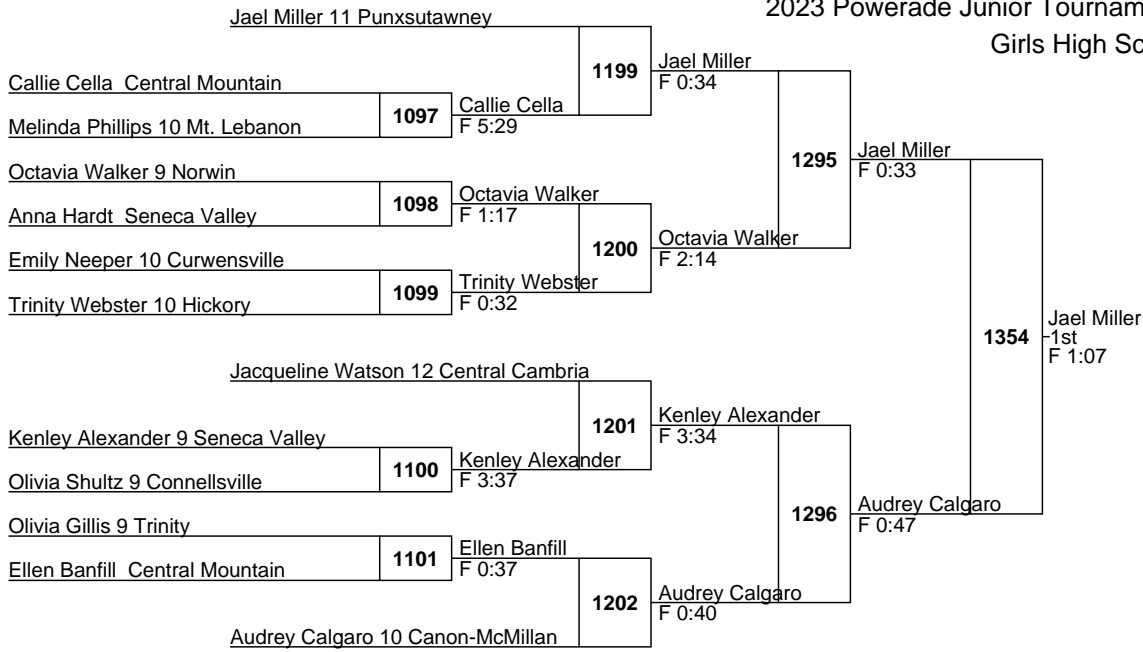 2023 Powerade Junior Tournam
Girls High Sc
Jael Miller 11 Punxsutawney
1199
Jael Miller
F 0:34
Callie Cella Central Mountain
1097
Callie Cella
F 5:29
Melinda Phillips 10 Mt. Lebanon
1295
Jael Miller
F 0:33
Octavia Walker 9 Norwin
1098
Octavia Walker
F 1:17
Anna Hardt Seneca Valley
1200
Octavia Walker
F 2:14
Emily Neeper 10 Curwensville
1099
Trinity Webster
F 0:32
Trinity Webster 10 Hickory
1354
Jael Miller
1st
F 1:07
Jacqueline Watson 12 Central Cambria
1201
Kenley Alexander
F 3:34
Kenley Alexander 9 Seneca Valley
1100
Kenley Alexander
F 3:37
Olivia Shultz 9 Connellsville
1296
Audrey Calgaro
F 0:47
Olivia Gillis 9 Trinity
1101
Ellen Banfill
F 0:37
Ellen Banfill Central Mountain
1202
Audrey Calgaro
F 0:40
Audrey Calgaro 10 Canon-McMillan